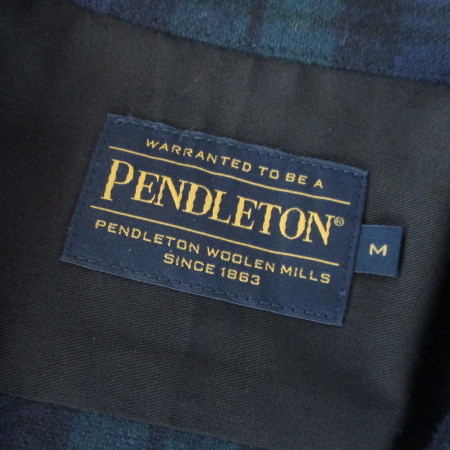 WARRANTED TO BE A
PENDLETON®
PENDLETON WOOLEN MILLS
SINCE 1863
M